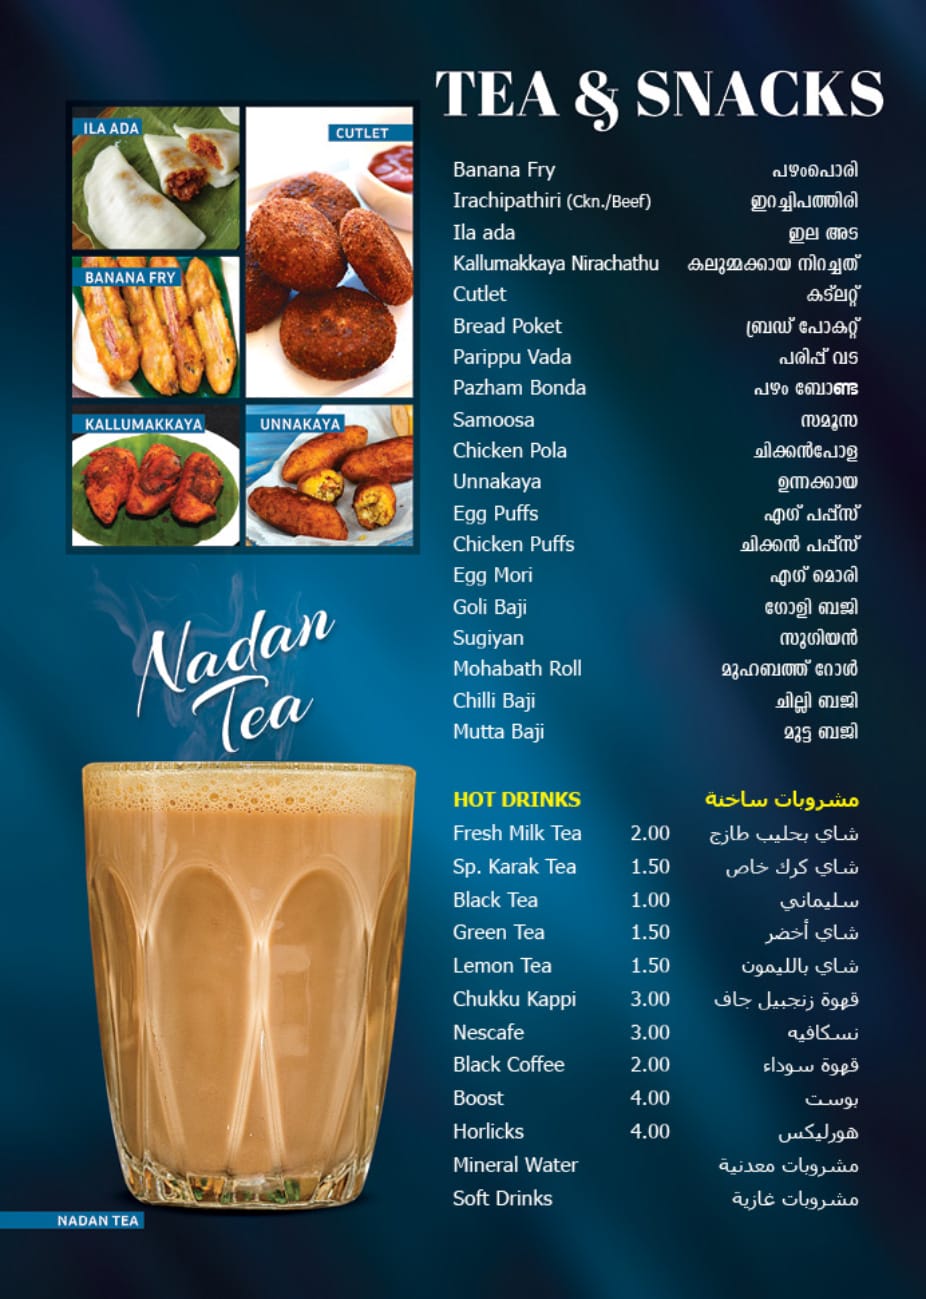 TEA & SNACKS
ILA ADA
CUTLET
BANANA FRY
KALLUMAKKAYA
UNNAKAYA
Banana Fry പഴംപൊരി
Irachipathiri (Ckn./Beef) ഇറച്ചിപത്തിരി
Ila ada ഇല അട
Kallumakkaya Nirachathu കലുമ്മക്കായ നിറച്ചത്
Cutlet കട്ലറ്റ്
Bread Poket ബ്രഡ് പോകറ്റ്
Parippu Vada പരിപ്പ് വട
Pazham Bonda പഴം ബോണ്ട
Samoosa സമൂസ
Chicken Pola ചിക്കൻപോള
Unnakaya ഉന്നക്കായ
Egg Puffs എഗ് പപ്പ്സ്
Chicken Puffs ചിക്കൻ പപ്പ്സ്
Egg Mori എഗ് മൊരി
Goli Baji ഗോളി ബജി
Sugiyan സുഗിയൻ
Mohabath Roll മുഹബത്ത് റോൾ
Chilli Baji ചില്ലി ബജി
Mutta Baji മുട്ട ബജി
Nadan
Tea
HOT DRINKS مشروبات ساخنة
Fresh Milk Tea 2.00 شاي بحليب طازج
Sp. Karak Tea 1.50 شاي كرك خاص
Black Tea 1.00 سليماني
Green Tea 1.50 شاي أخضر
Lemon Tea 1.50 شاي بالليمون
Chukku Kappi 3.00 قهوة زنجبيل جاف
Nescafe 3.00 نسكافيه
Black Coffee 2.00 قهوة سوداء
Boost 4.00 بوست
Horlicks 4.00 هورليكس
Mineral Water مشروبات معدنية
Soft Drinks مشروبات غازية
NADAN TEA